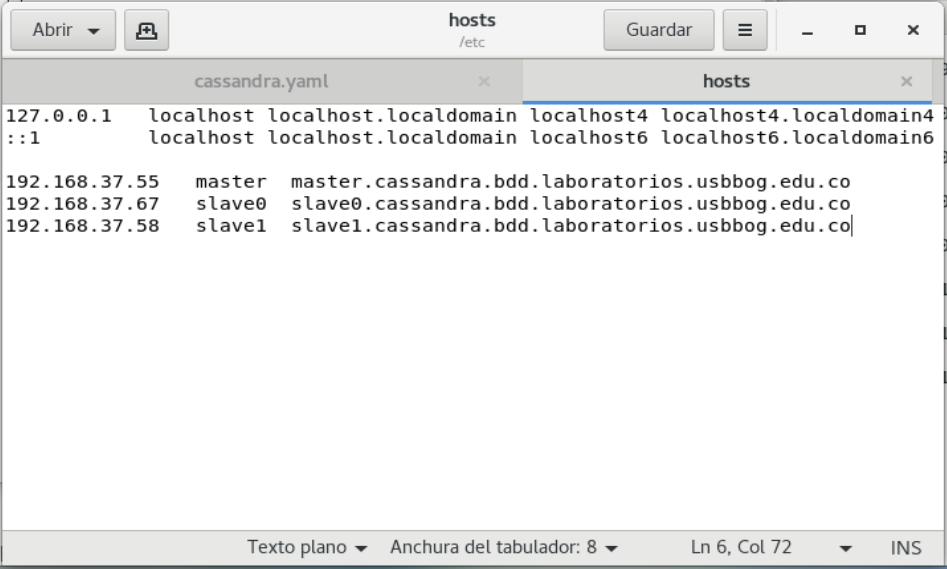 Abrir
hosts
/etc
Guardar
cassandra.yaml
hosts
127.0.0.1 localhost localhost.localdomain localhost4 localhost4.localdomain4
::1 localhost localhost.localdomain localhost6 localhost6.localdomain6
192.168.37.55 master master.cassandra.bdd.laboratorios.usbbog.edu.co
192.168.37.67 slave0 slave0.cassandra.bdd.laboratorios.usbbog.edu.co
192.168.37.58 slave1 slave1.cassandra.bdd.laboratorios.usbbog.edu.co
Texto plano Anchura del tabulador: 8 Ln 6, Col 72 INS